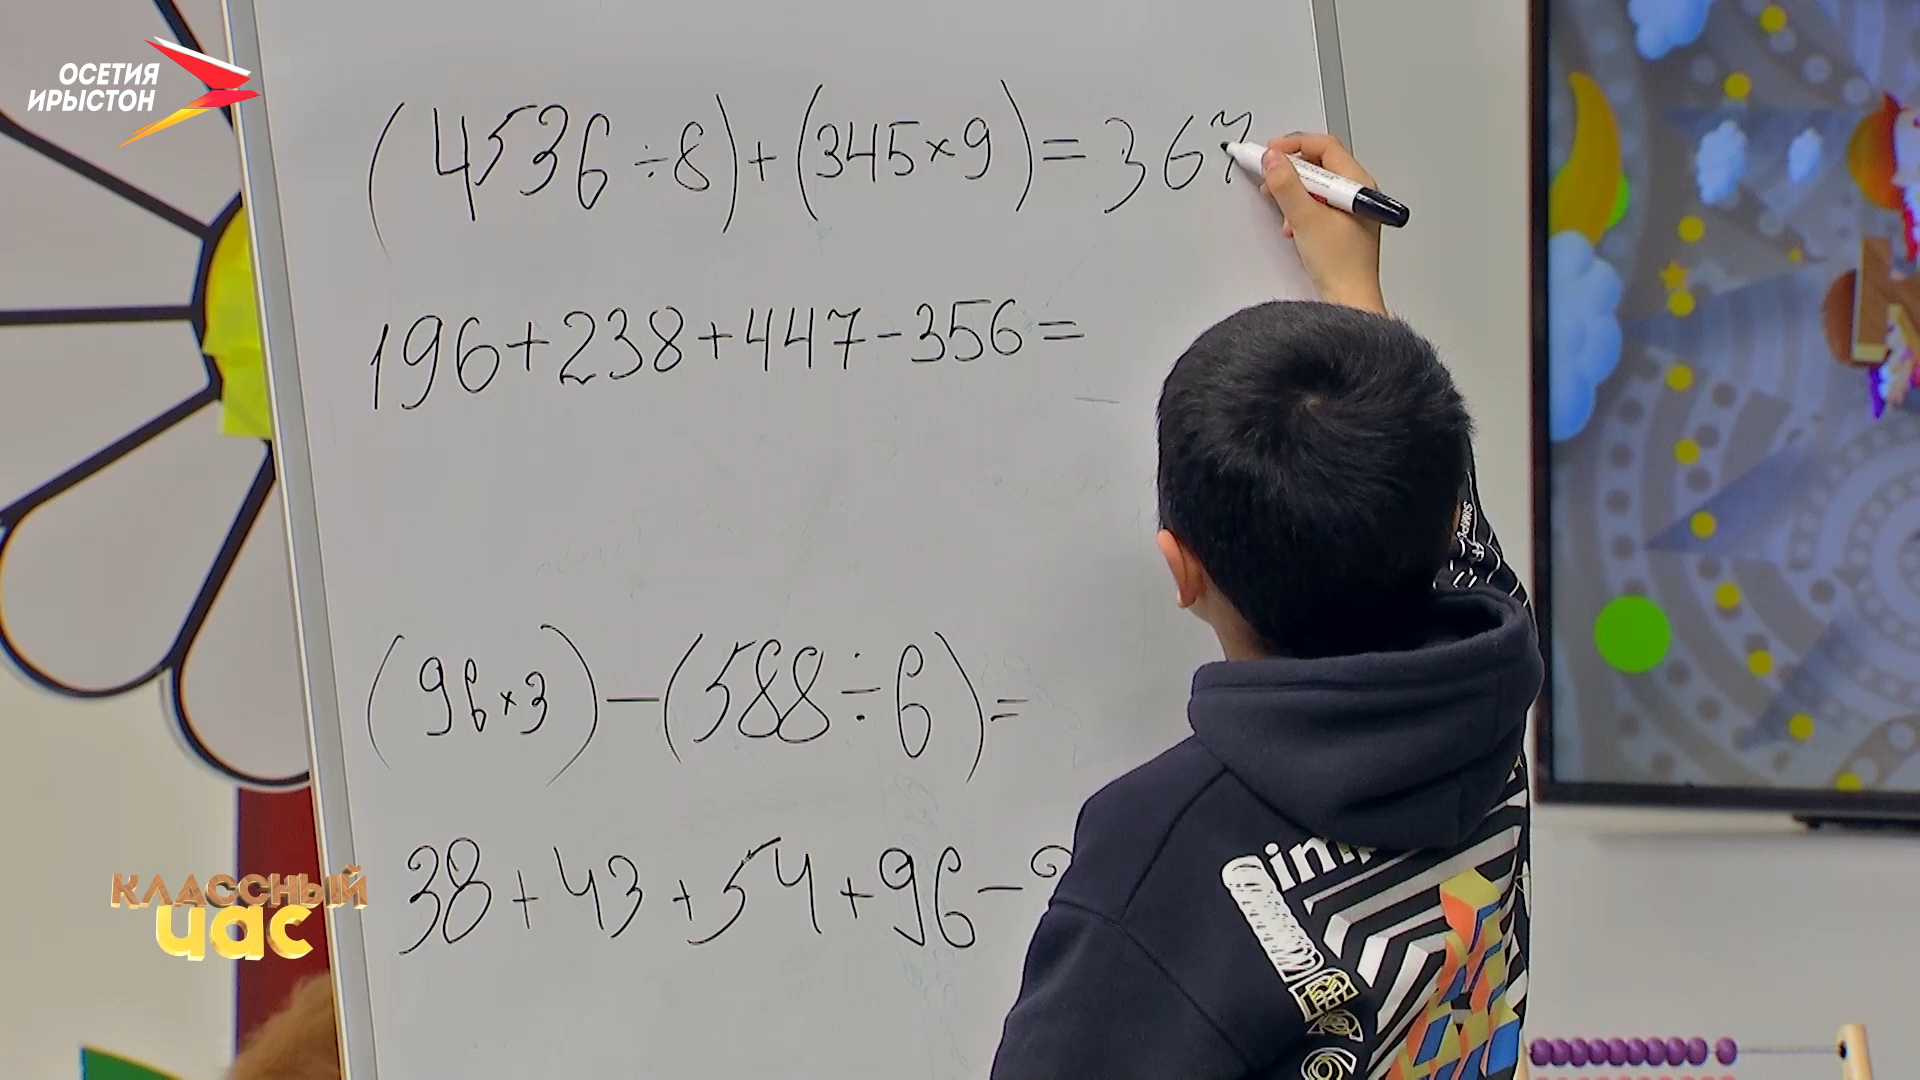 ОСЕТИЯ
ИРЫСТОН
(4536÷8)+(345×9)=367
196+238+447-356=
(96×3)-(588÷6)=
38+43+54+96-
КЛАССНЫЙ
час